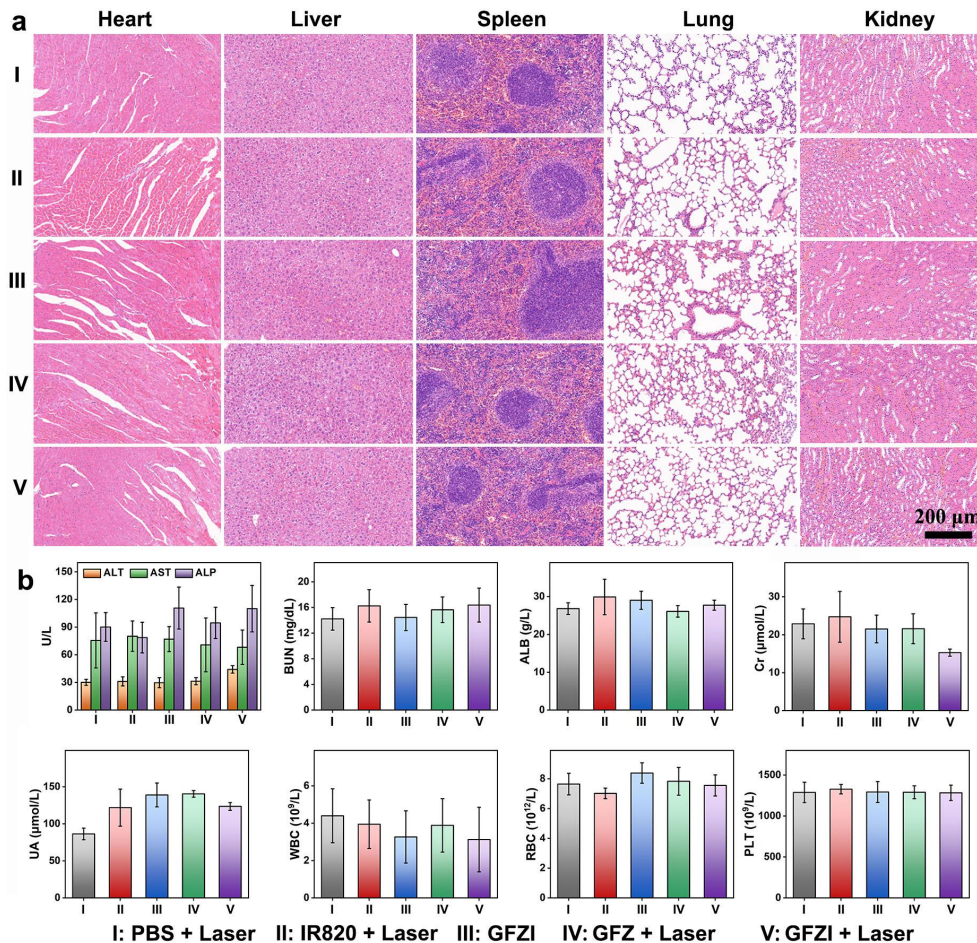 a
Heart Liver Spleen Lung Kidney
I
II
III
IV
V
200 μm
b
U/L
150
120
90
60
30
0
ALT AST ALP
I II III IV V
BUN (mg/dL)
24
20
16
12
8
4
0
I II III IV V
ALB (g/L)
30
20
10
0
I II III IV V
Cr (μmol/L)
30
20
10
0
I II III IV V
UA (μmol/L)
150
100
50
0
I II III IV V
WBC (10⁹/L)
6
4
2
0
I II III IV V
RBC (10¹²/L)
8
6
4
2
0
I II III IV V
PLT (10⁹/L)
1500
1000
500
0
I II III IV V
I: PBS + Laser II: IR820 + Laser III: GFZI IV: GFZ + Laser V: GFZI + Laser